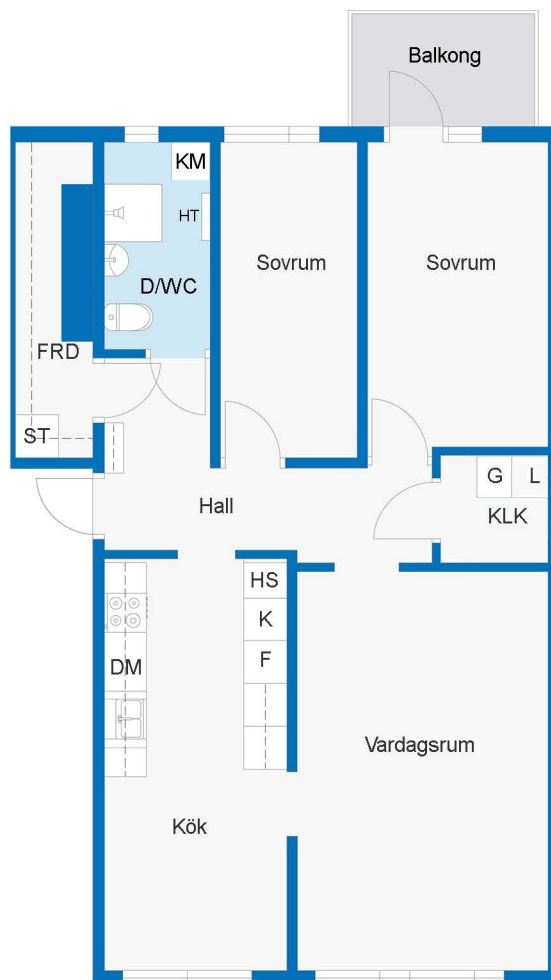 Balkong
KM
HT
Sovrum
Sovrum
D/WC
FRD
ST
G
L
KLK
Hall
HS
K
F
DM
Vardagsrum
Kök